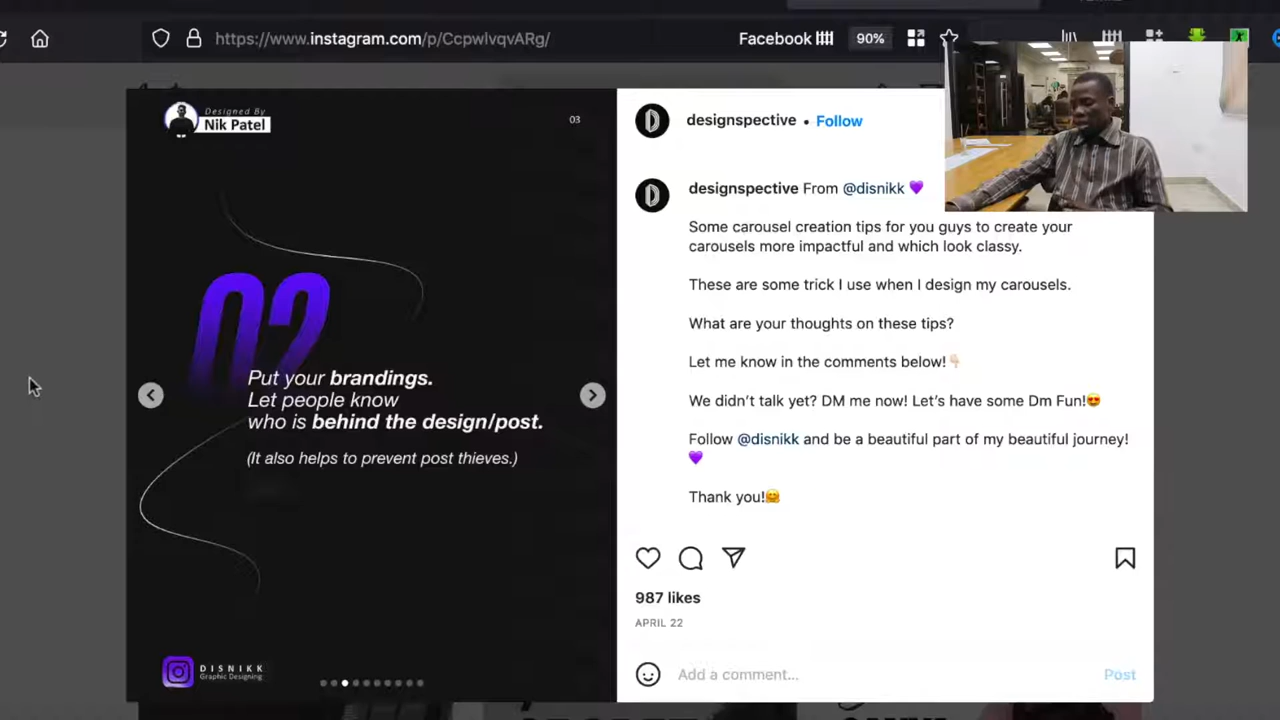 https://www.instagram.com/p/CcpwlvqvARg/
Facebook
90%
Designed By
Nik Patel
03
02
Put your brandings.
Let people know
who is behind the design/post.
(It also helps to prevent post thieves.)
DISNIKK
Graphic Designing
designspective • Follow
designspective From @disnikk 💜
Some carousel creation tips for you guys to create your
carousels more impactful and which look classy.
These are some trick I use when I design my carousels.
What are your thoughts on these tips?
Let me know in the comments below!👇🏻
We didn't talk yet? DM me now! Let's have some Dm Fun!😍
Follow @disnikk and be a beautiful part of my beautiful journey!
💜
Thank you!🤗
987 likes
APRIL 22
Add a comment...
Post